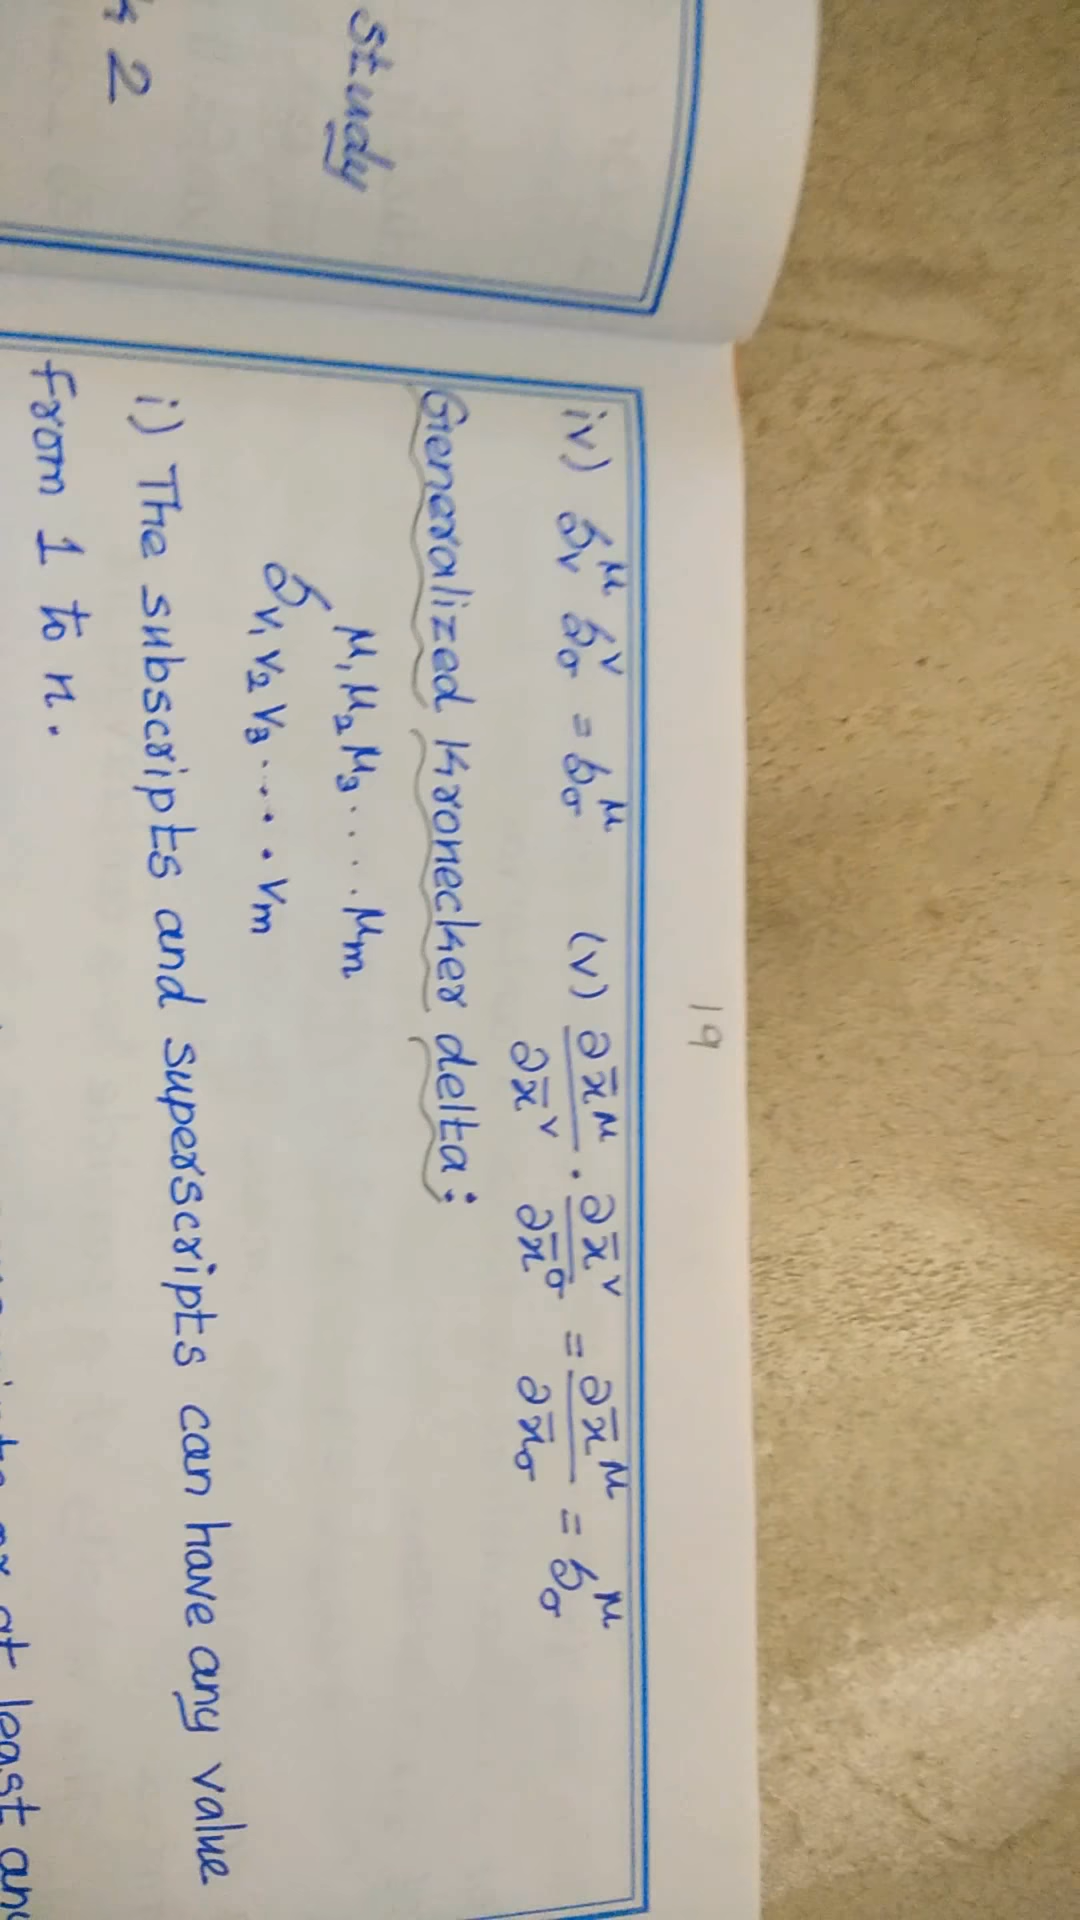 study
2
19
iv) δ^μ_ν δ^ν_σ = δ^μ_σ (v) ∂x̄^μ/∂x̄^ν · ∂x̄^ν/∂x̄^σ = ∂x̄^μ/∂x̄_σ = δ^μ_σ
Generalized Kronecker delta:
δ^{μ₁ μ₂ μ₃ .... μₘ}_{ν₁ ν₂ ν₃ ..... νₘ}
i) The subscripts and superscripts can have any value
from 1 to n.
at least